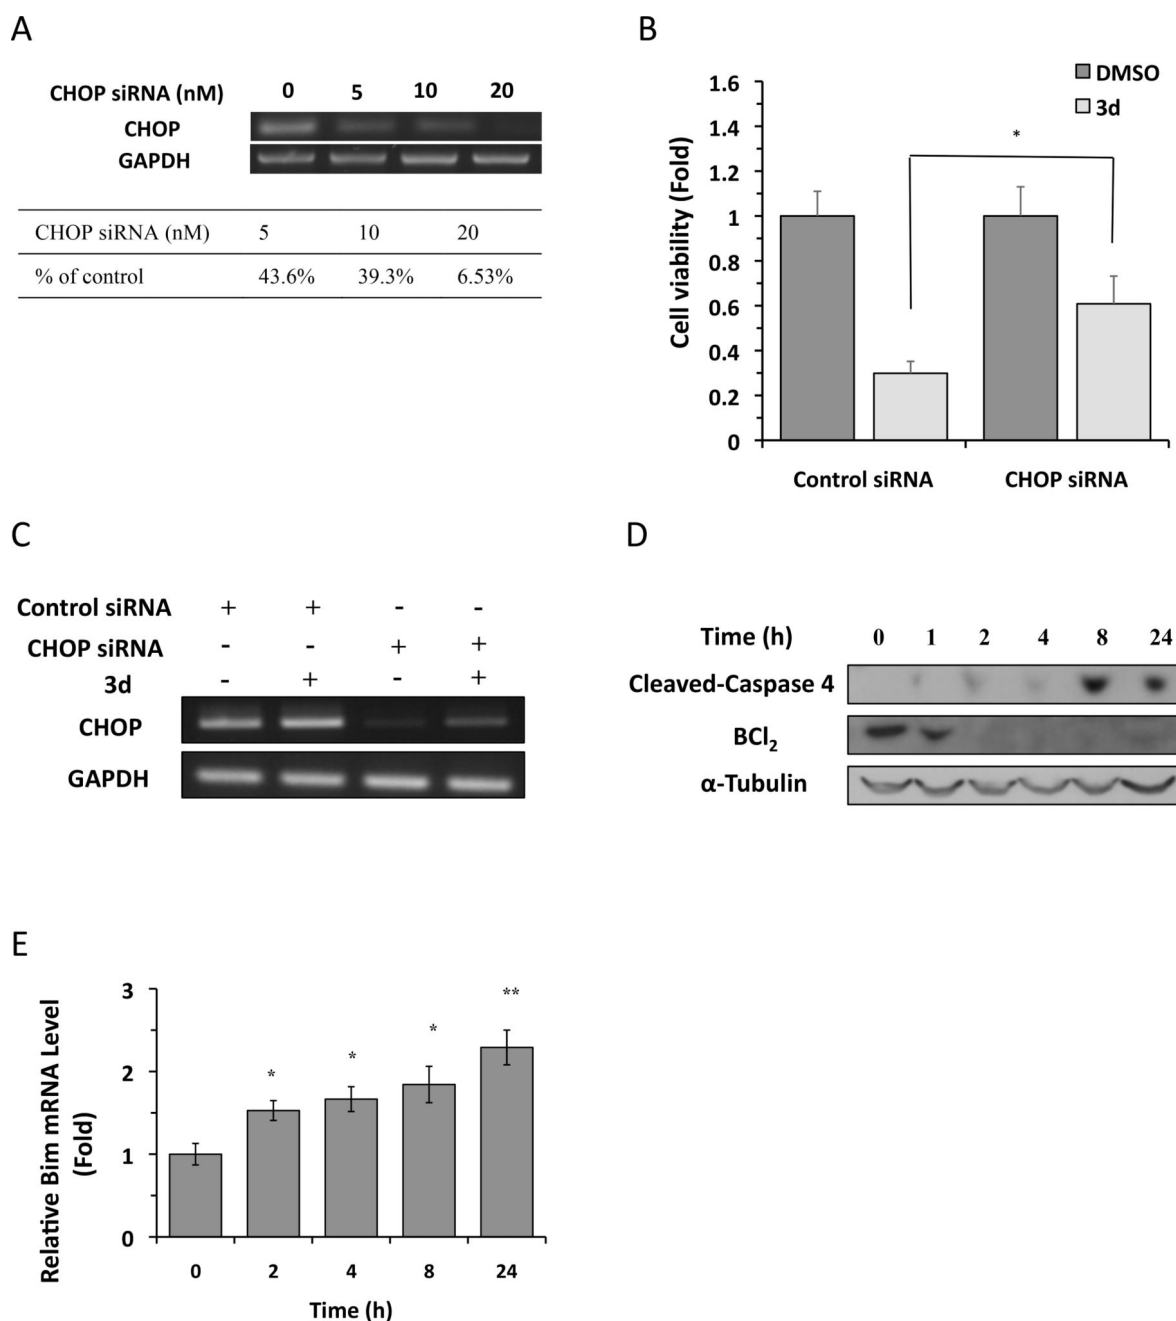 A
CHOP siRNA (nM) 0 5 10 20
CHOP
GAPDH
CHOP siRNA (nM) 5 10 20
% of control 43.6% 39.3% 6.53%
B
DMSO
3d
*
Cell viability (Fold)
1.6
1.4
1.2
1
0.8
0.6
0.4
0.2
0
Control siRNA CHOP siRNA
C
Control siRNA + + - -
CHOP siRNA - - + +
3d - + - +
CHOP
GAPDH
D
Time (h) 0 1 2 4 8 24
Cleaved-Caspase 4
BCl₂
α-Tubulin
E
Relative Bim mRNA Level
(Fold)
3
2
1
0
* * * **
0 2 4 8 24
Time (h)